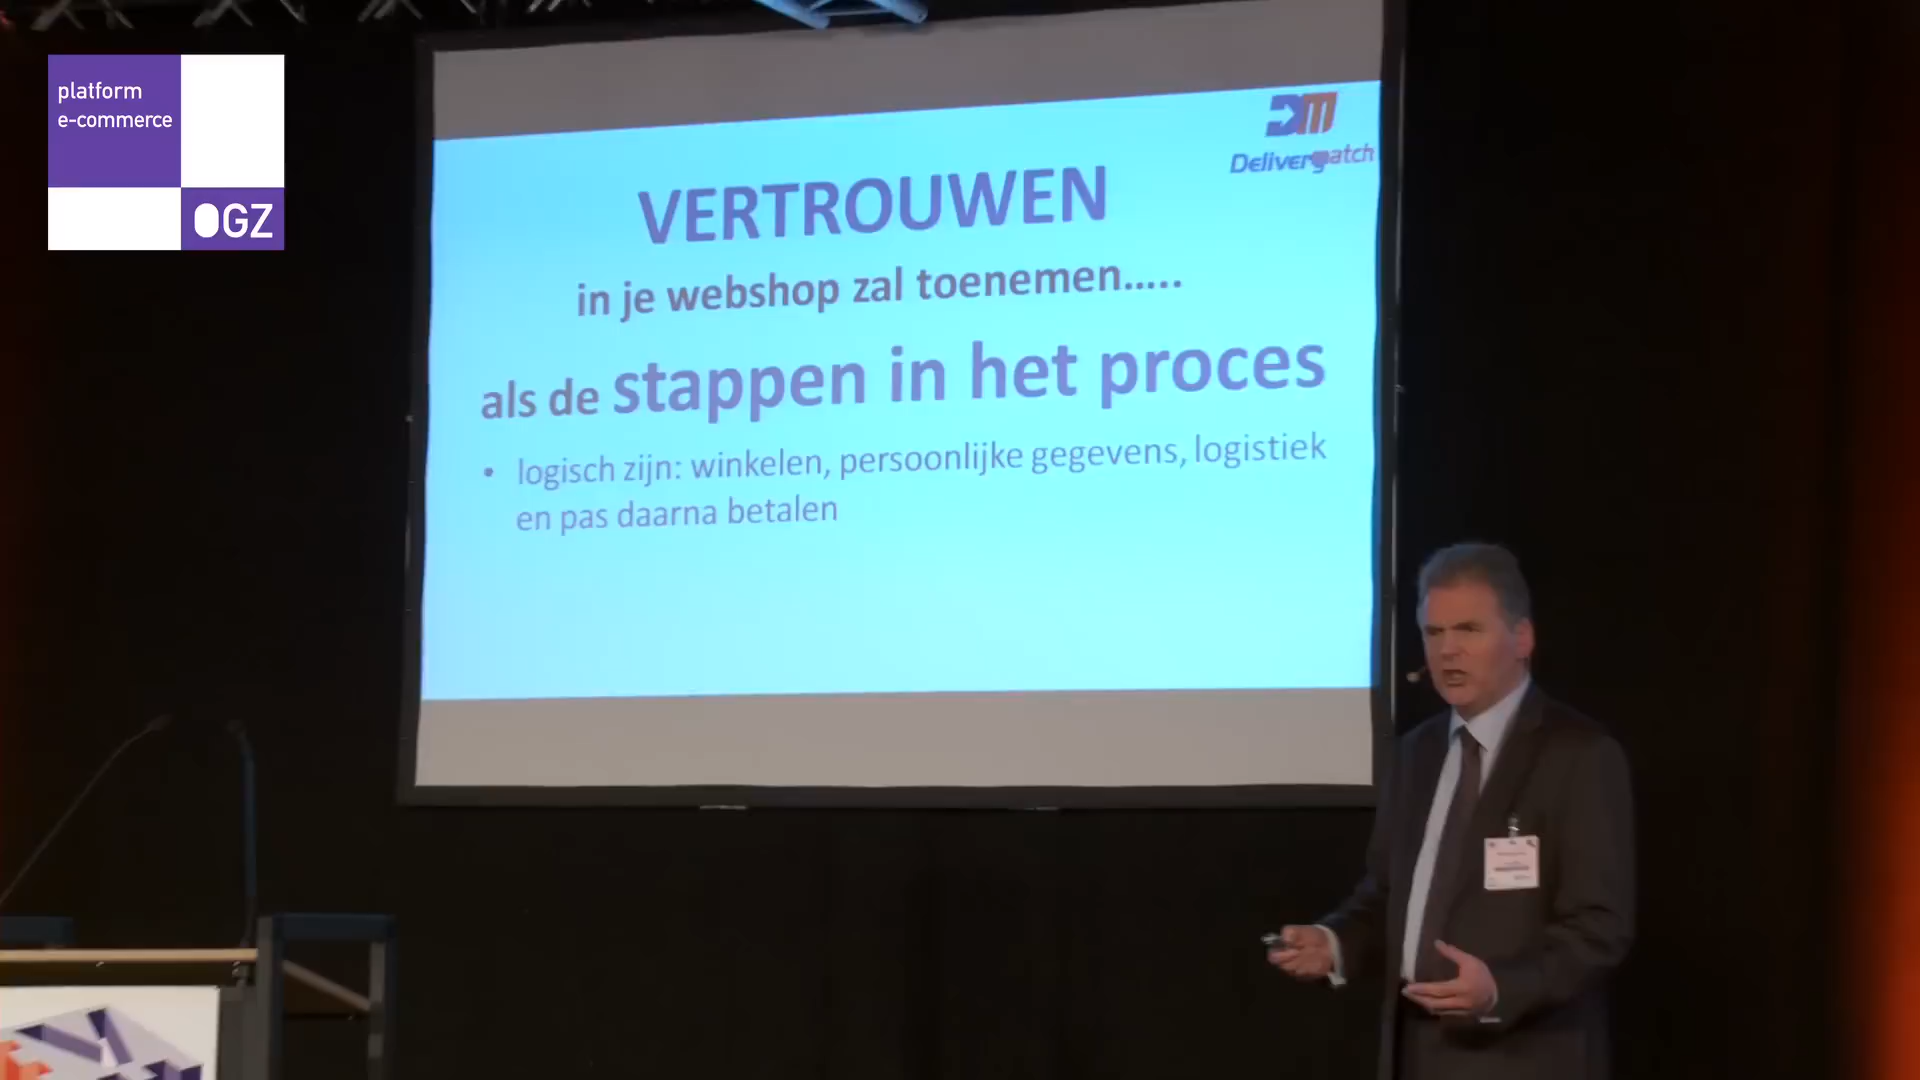 platform
e-commerce
OGZ
DM
Delivermatch
VERTROUWEN
in je webshop zal toenemen.....
als de stappen in het proces
• logisch zijn: winkelen, persoonlijke gegevens, logistiek
en pas daarna betalen